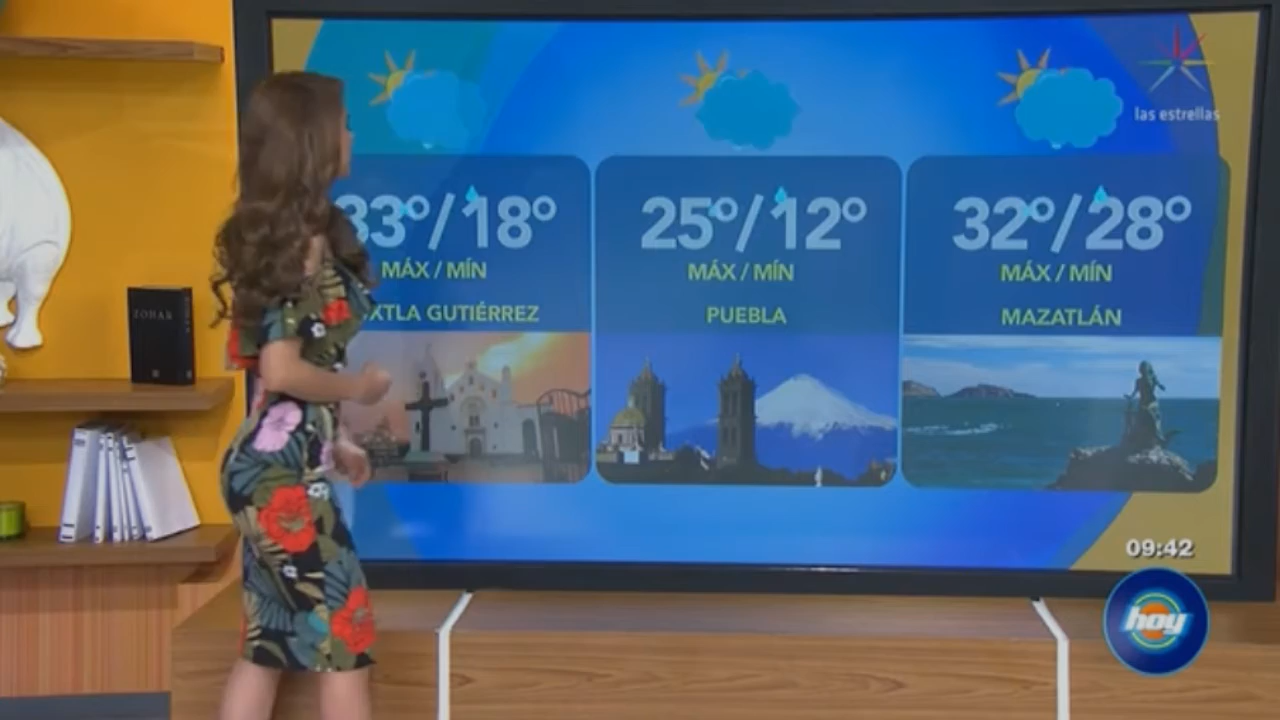 las estrellas
33°/18°
MÁX / MÍN
XTLA GUTIÉRREZ
25°/12°
MÁX / MÍN
PUEBLA
32°/28°
MÁX / MÍN
MAZATLÁN
ZOHAR
09:42
hoy